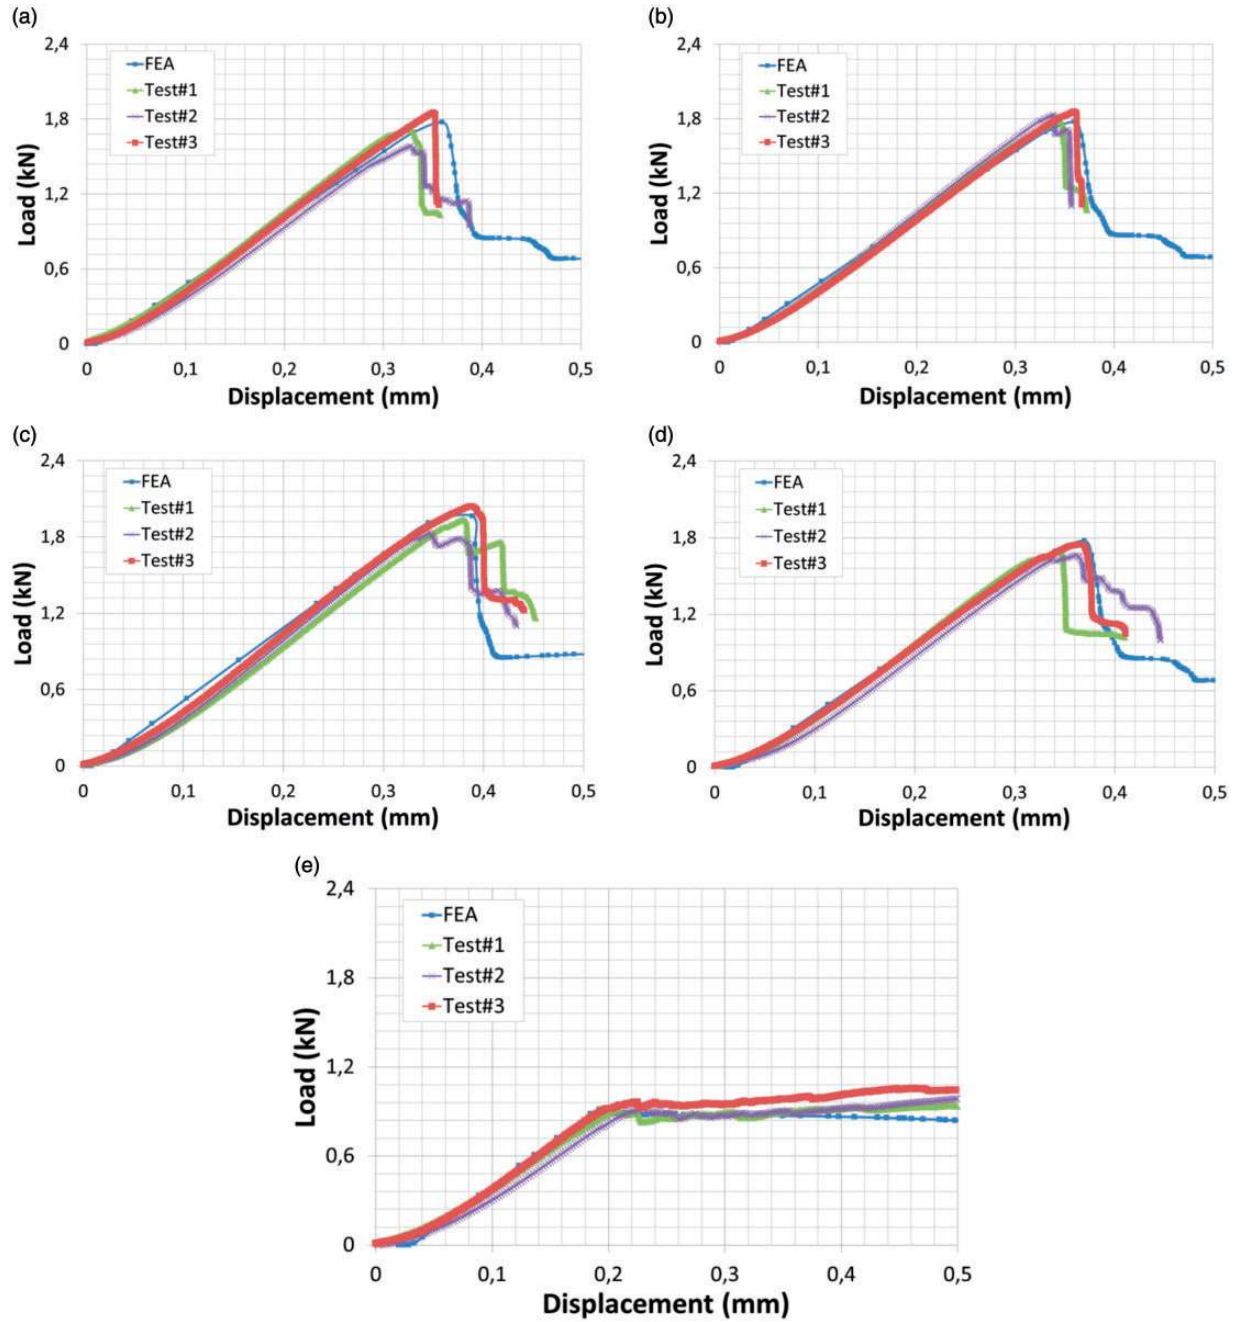 (a)
2,4
1,8
1,2
0,6
0
Load (kN)
FEA
Test#1
Test#2
Test#3
0 0,1 0,2 0,3 0,4 0,5
Displacement (mm)
(b)
2,4
1,8
1,2
0,6
0
Load (kN)
FEA
Test#1
Test#2
Test#3
0 0,1 0,2 0,3 0,4 0,5
Displacement (mm)
(c)
2,4
1,8
1,2
0,6
0
Load (kN)
FEA
Test#1
Test#2
Test#3
0 0,1 0,2 0,3 0,4 0,5
Displacement (mm)
(d)
2,4
1,8
1,2
0,6
0
Load (kN)
FEA
Test#1
Test#2
Test#3
0 0,1 0,2 0,3 0,4 0,5
Displacement (mm)
(e)
2,4
1,8
1,2
0,6
0
Load (kN)
FEA
Test#1
Test#2
Test#3
0 0,1 0,2 0,3 0,4 0,5
Displacement (mm)